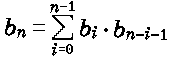 b_n = \sum_{i=0}^{n-1} b_i \cdot b_{n-i-1}